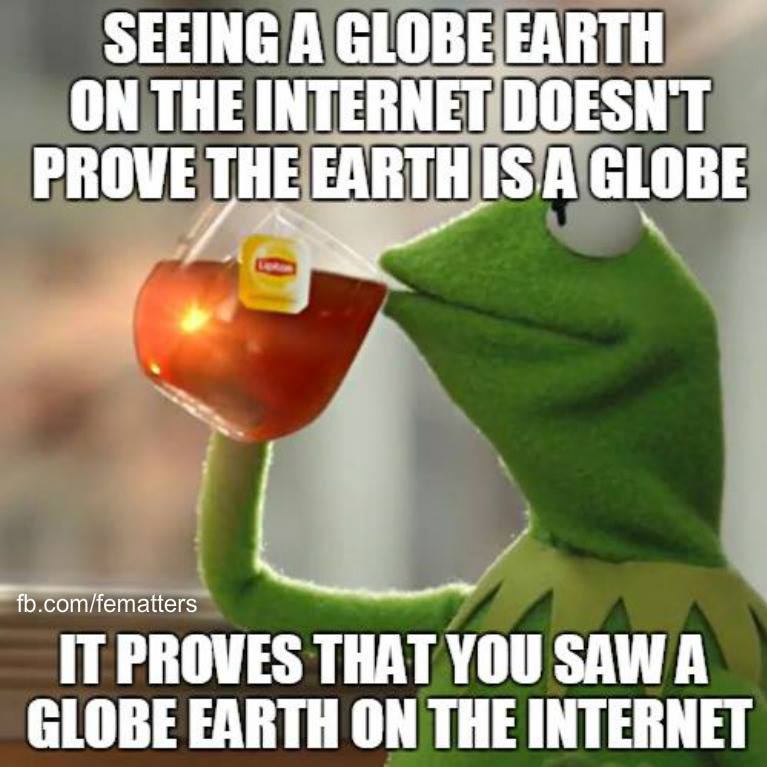 SEEING A GLOBE EARTH
ON THE INTERNET DOESN'T
PROVE THE EARTH IS A GLOBE
Lipton
fb.com/fematters
IT PROVES THAT YOU SAW A
GLOBE EARTH ON THE INTERNET